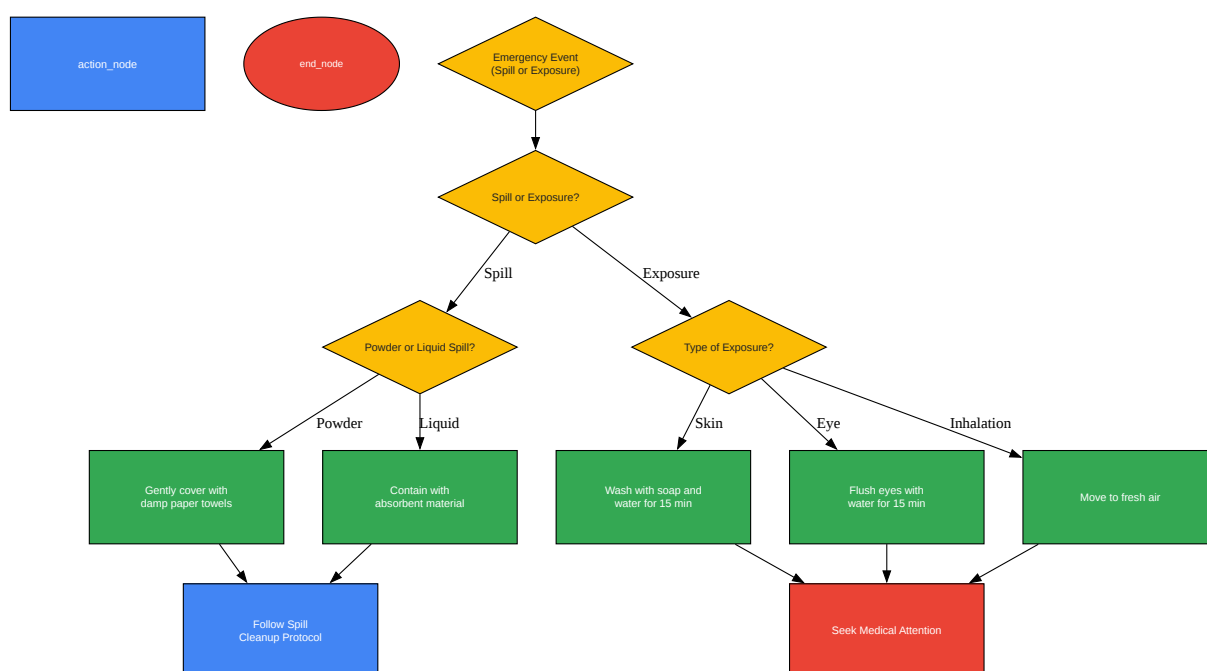 action_node
end_node
Emergency Event
(Spill or Exposure)
Spill or Exposure?
Spill
Exposure
Powder or Liquid Spill?
Type of Exposure?
Powder
Liquid
Skin
Eye
Inhalation
Gently cover with
damp paper towels
Contain with
absorbent material
Wash with soap and
water for 15 min
Flush eyes with
water for 15 min
Move to fresh air
Follow Spill
Cleanup Protocol
Seek Medical Attention